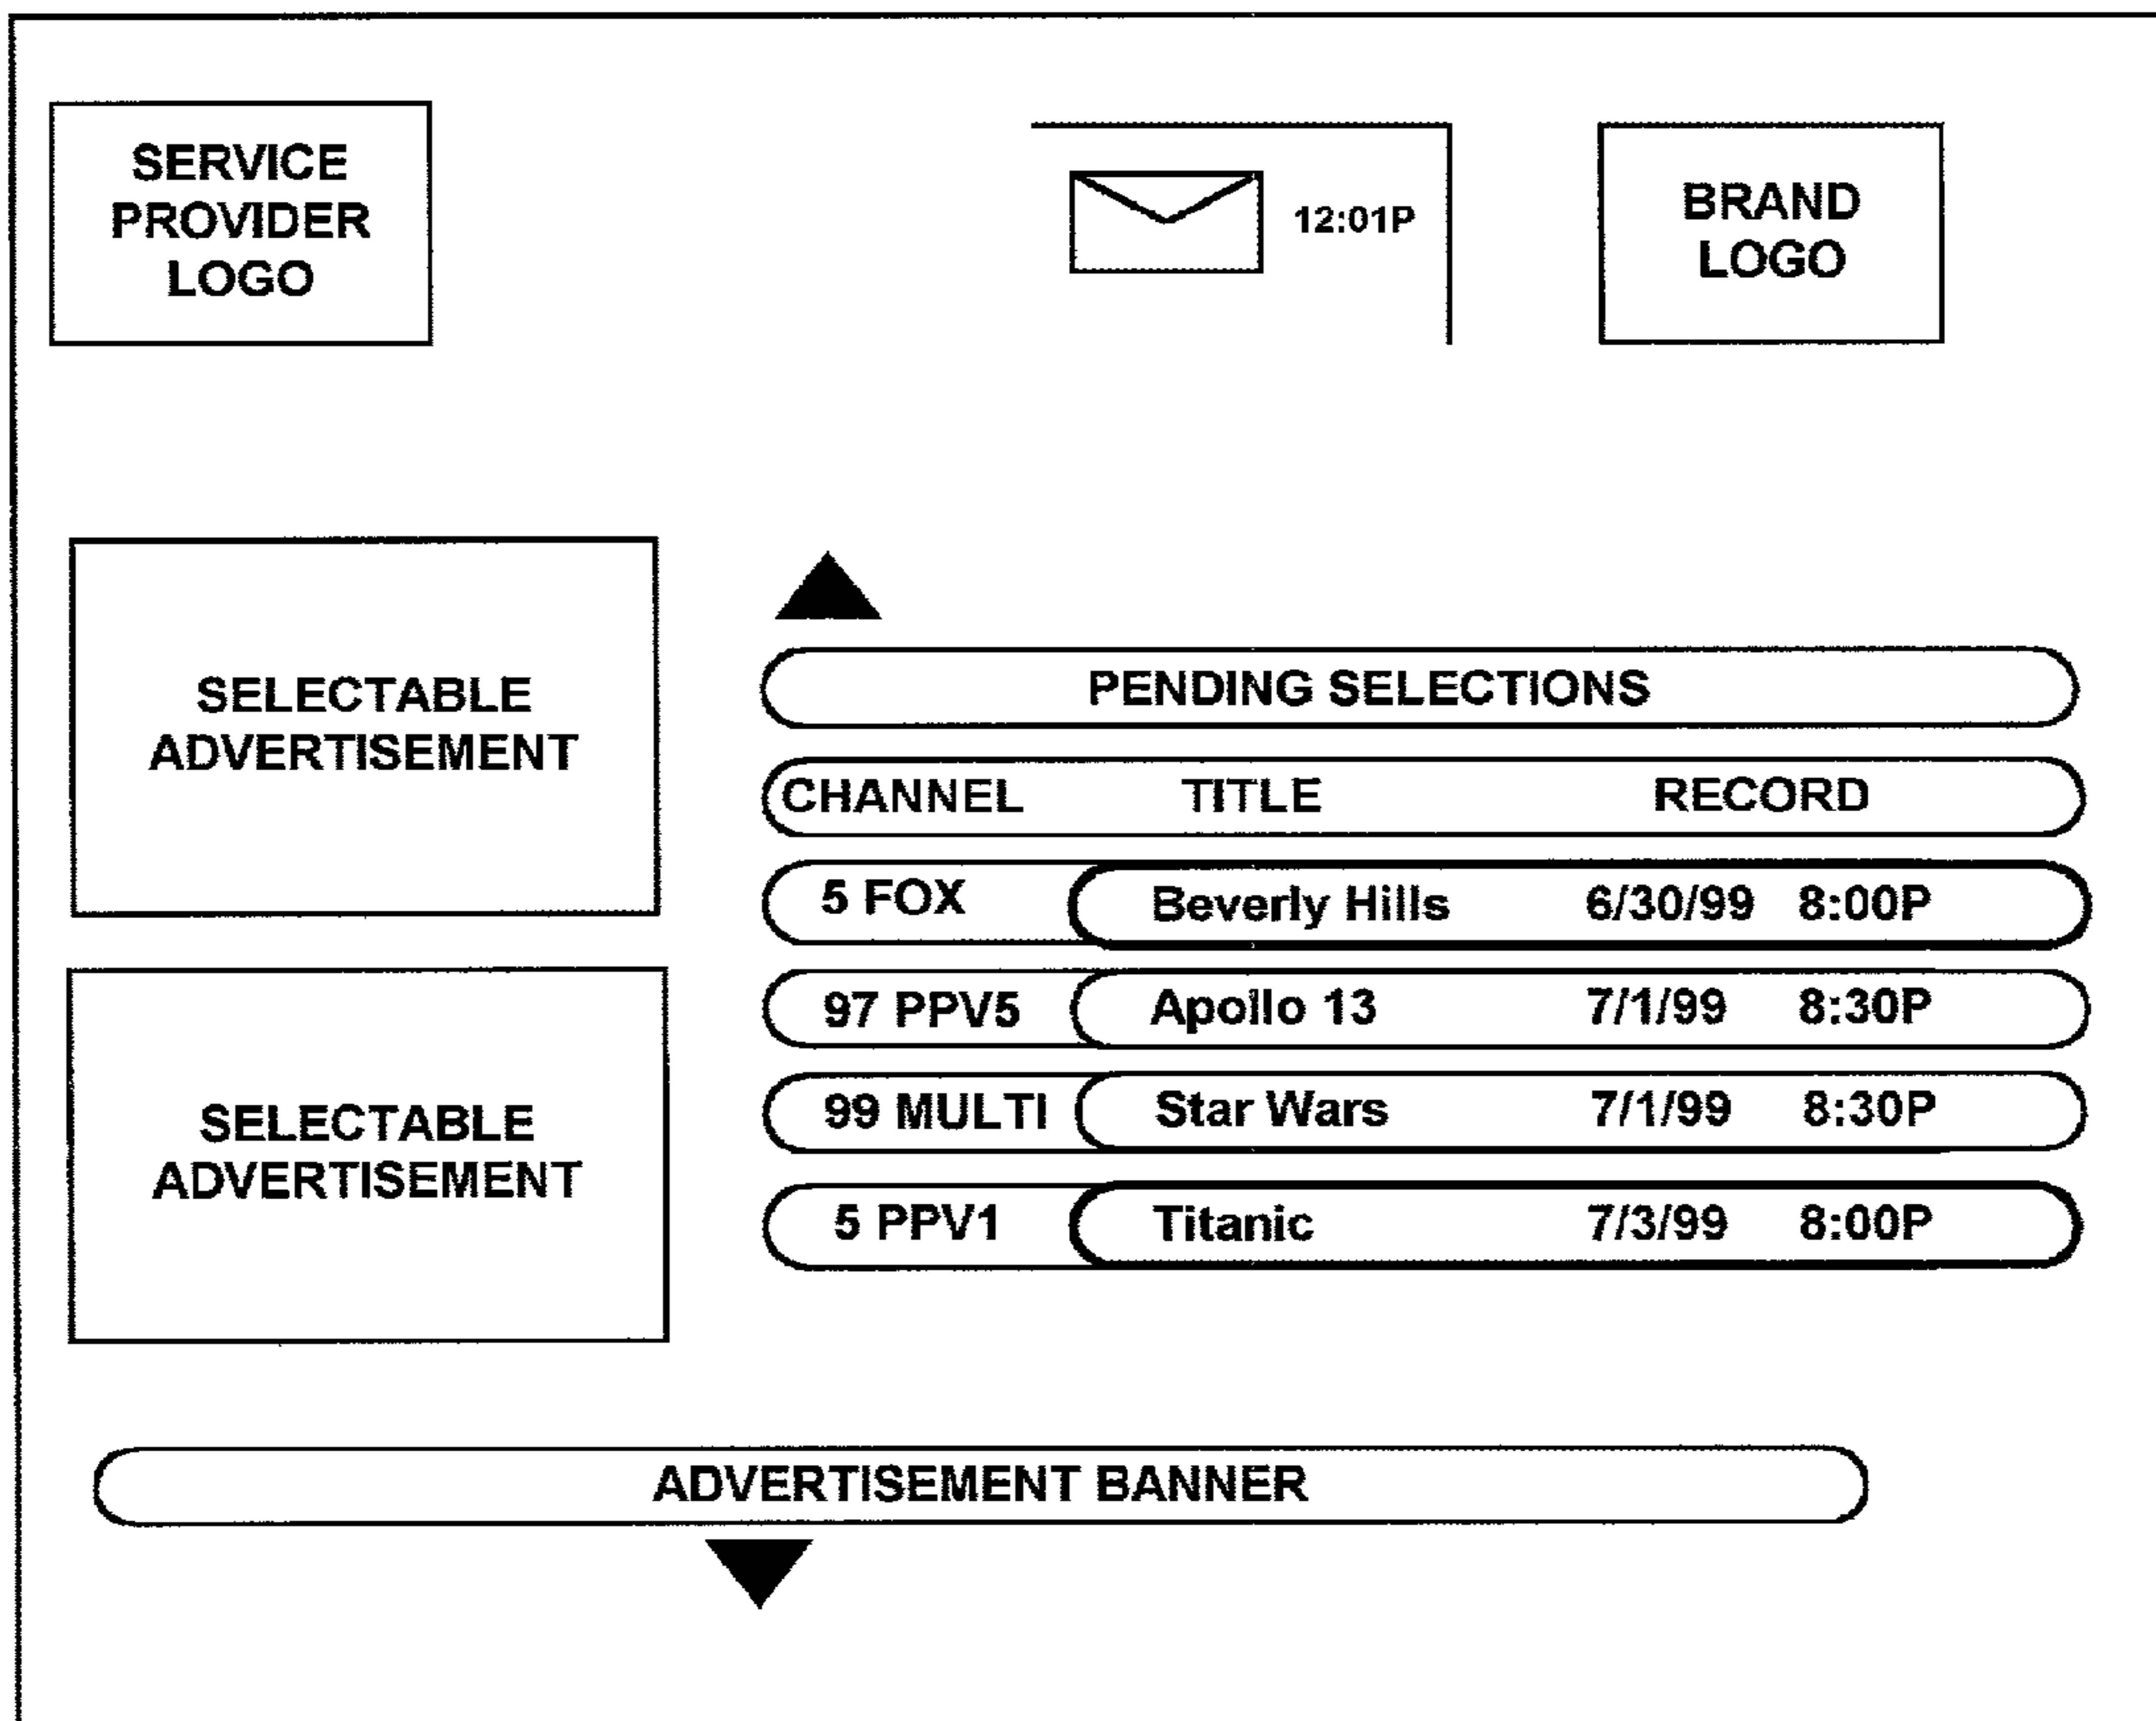 SERVICE
PROVIDER
LOGO
12:01P
BRAND
LOGO
SELECTABLE
ADVERTISEMENT
SELECTABLE
ADVERTISEMENT
PENDING SELECTIONS
CHANNEL TITLE RECORD
5 FOX Beverly Hills 6/30/99 8:00P
97 PPV5 Apollo 13 7/1/99 8:30P
99 MULTI Star Wars 7/1/99 8:30P
5 PPV1 Titanic 7/3/99 8:00P
ADVERTISEMENT BANNER